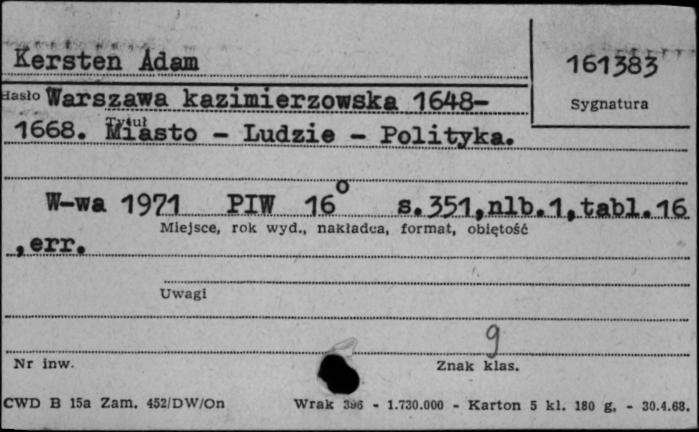 Kersten Adam
161383
Hasło Warszawa kazimierzowska 1648-
Sygnatura
Tytuł
1668. Miasto - Ludzie - Polityka.
W-wa 1971 PIW 16° s.351,nlb.1,tabl.16
Miejsce, rok wyd., nakładca, format, objętość
,err.
Uwagi
9
Nr inw.
Znak klas.
CWD B 15a Zam. 452/DW/On Wrak 396 - 1.730.000 - Karton 5 kl. 180 g. - 30.4.68.